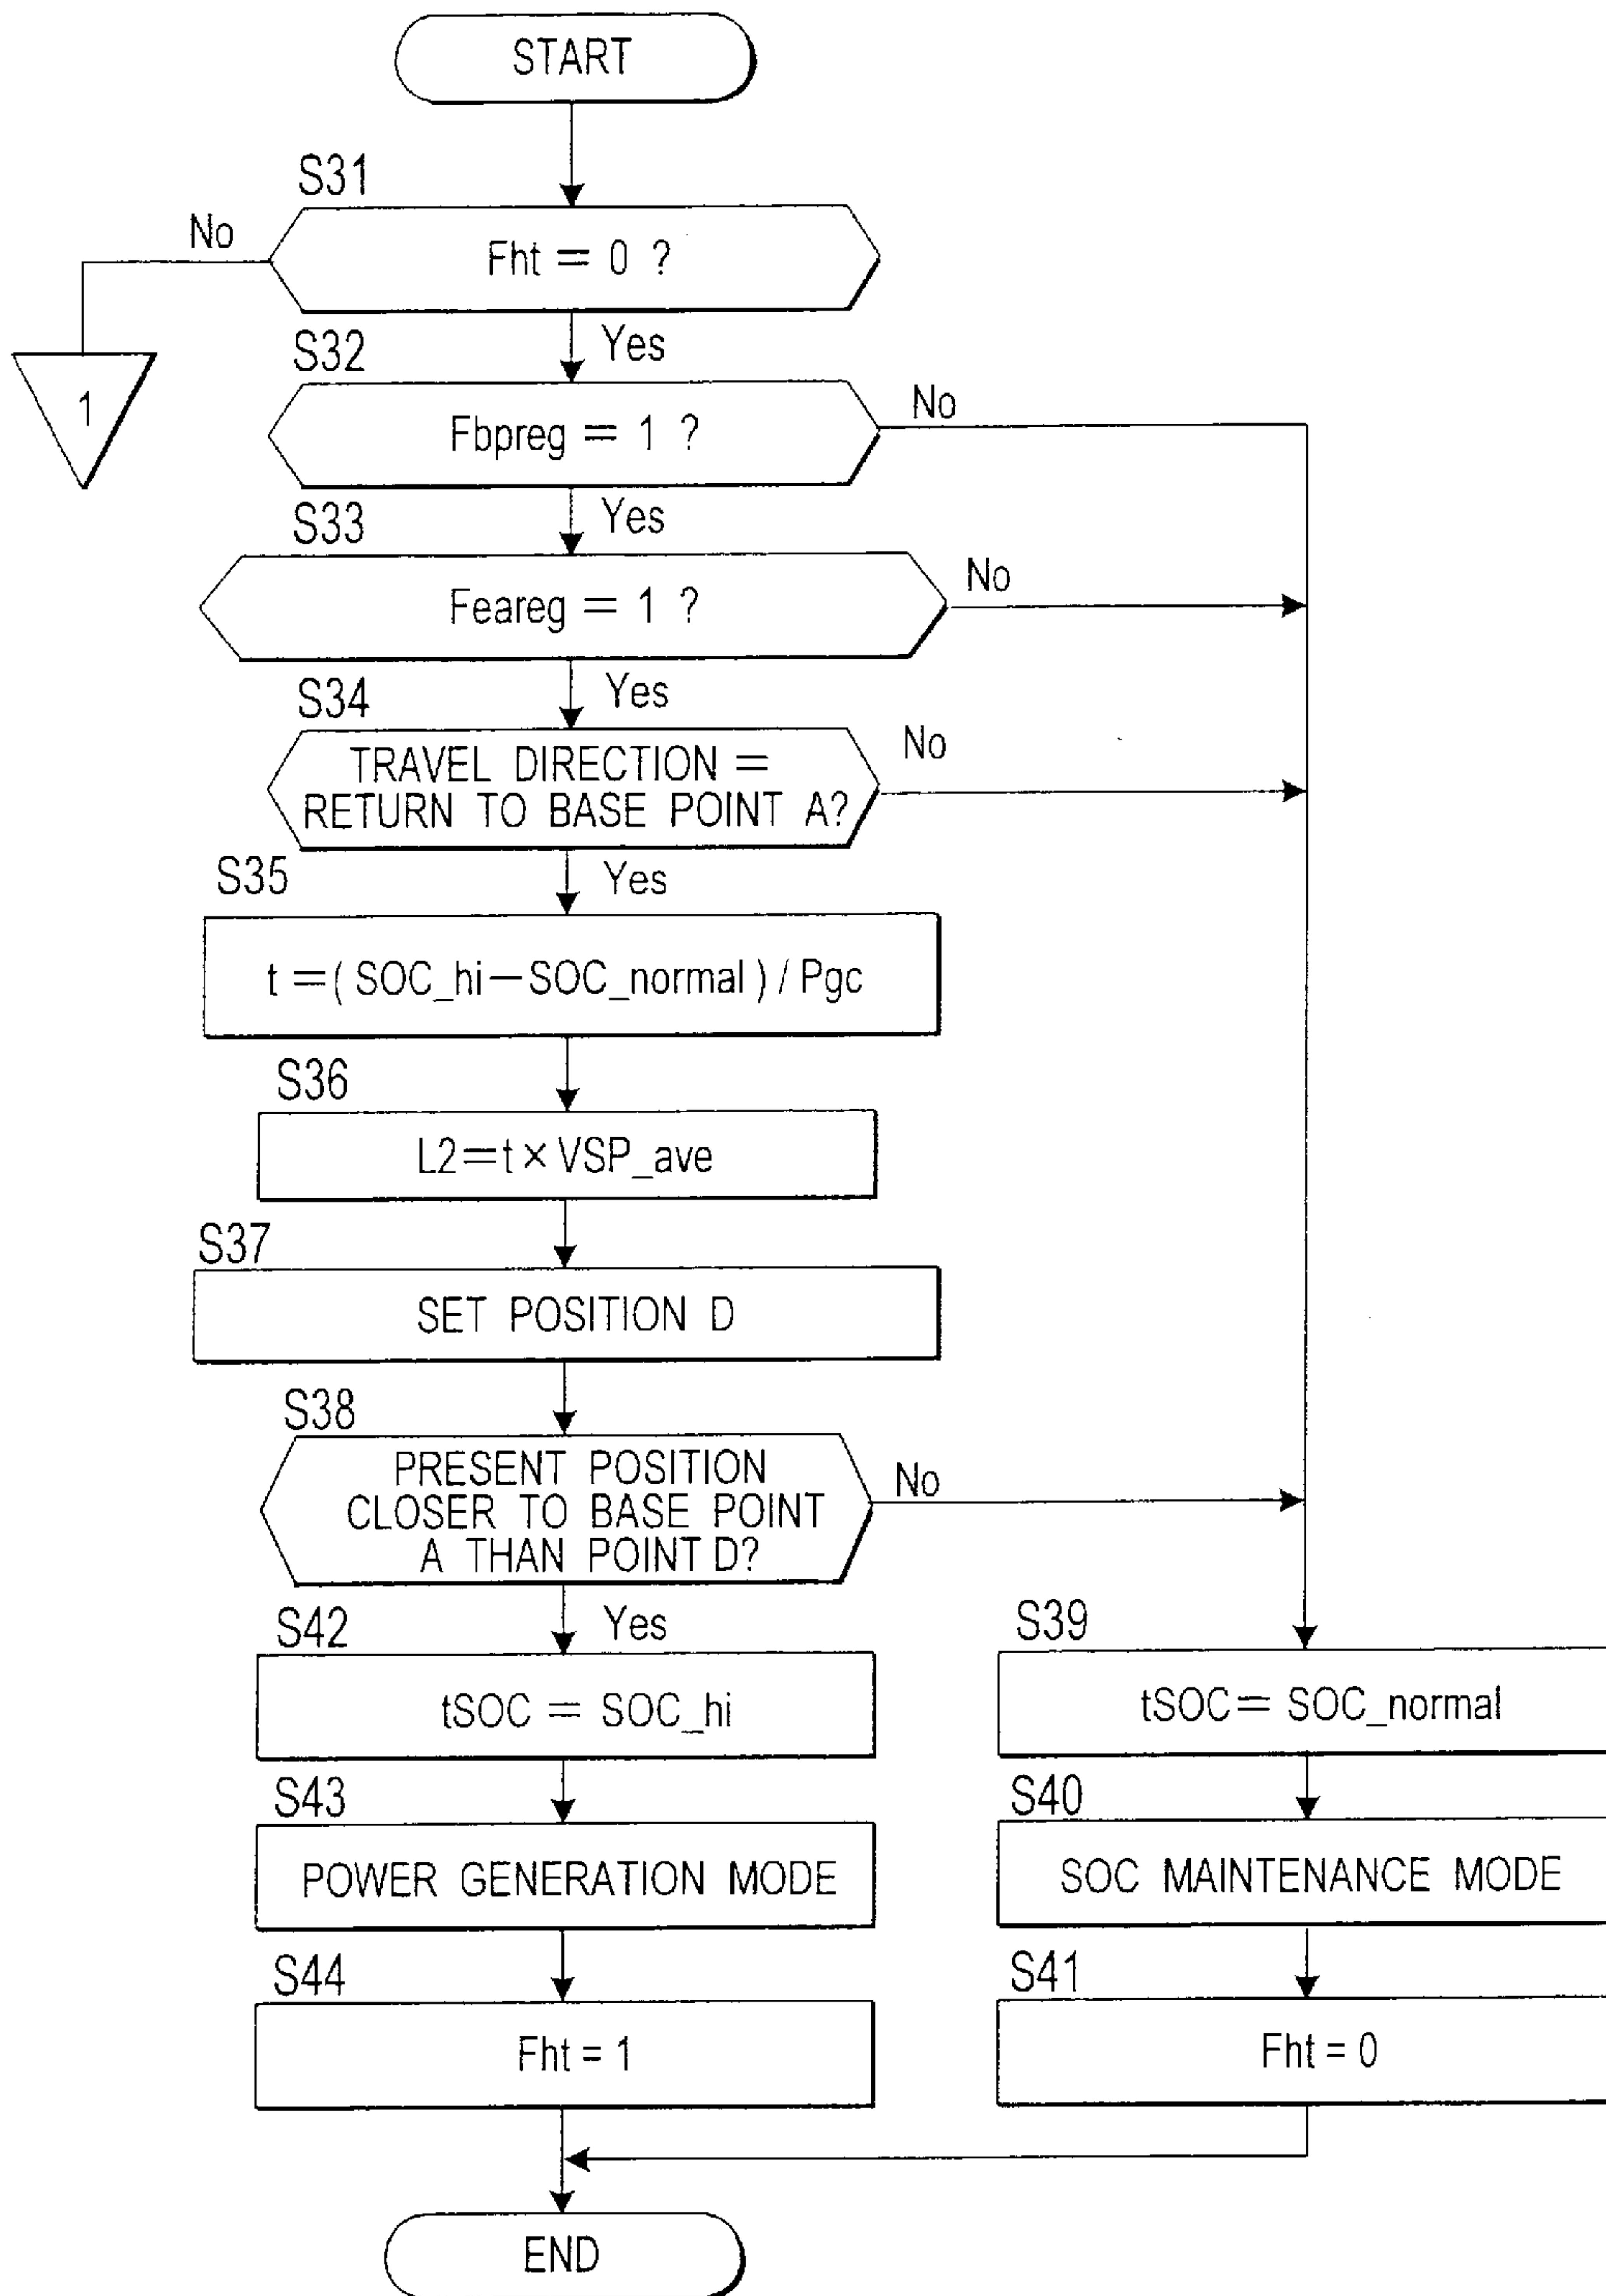 START
S31
Fht = 0 ?
No
1
Yes
S32
Fbpreg = 1 ?
No
Yes
S33
Feareg = 1 ?
No
Yes
S34
TRAVEL DIRECTION =
RETURN TO BASE POINT A?
No
Yes
S35
t = ( SOC_hi - SOC_normal ) / Pgc
S36
L2 = t × VSP_ave
S37
SET POSITION D
S38
PRESENT POSITION
CLOSER TO BASE POINT
A THAN POINT D?
No
Yes
S42
tSOC = SOC_hi
S43
POWER GENERATION MODE
S44
Fht = 1
S39
tSOC = SOC_normal
S40
SOC MAINTENANCE MODE
S41
Fht = 0
END